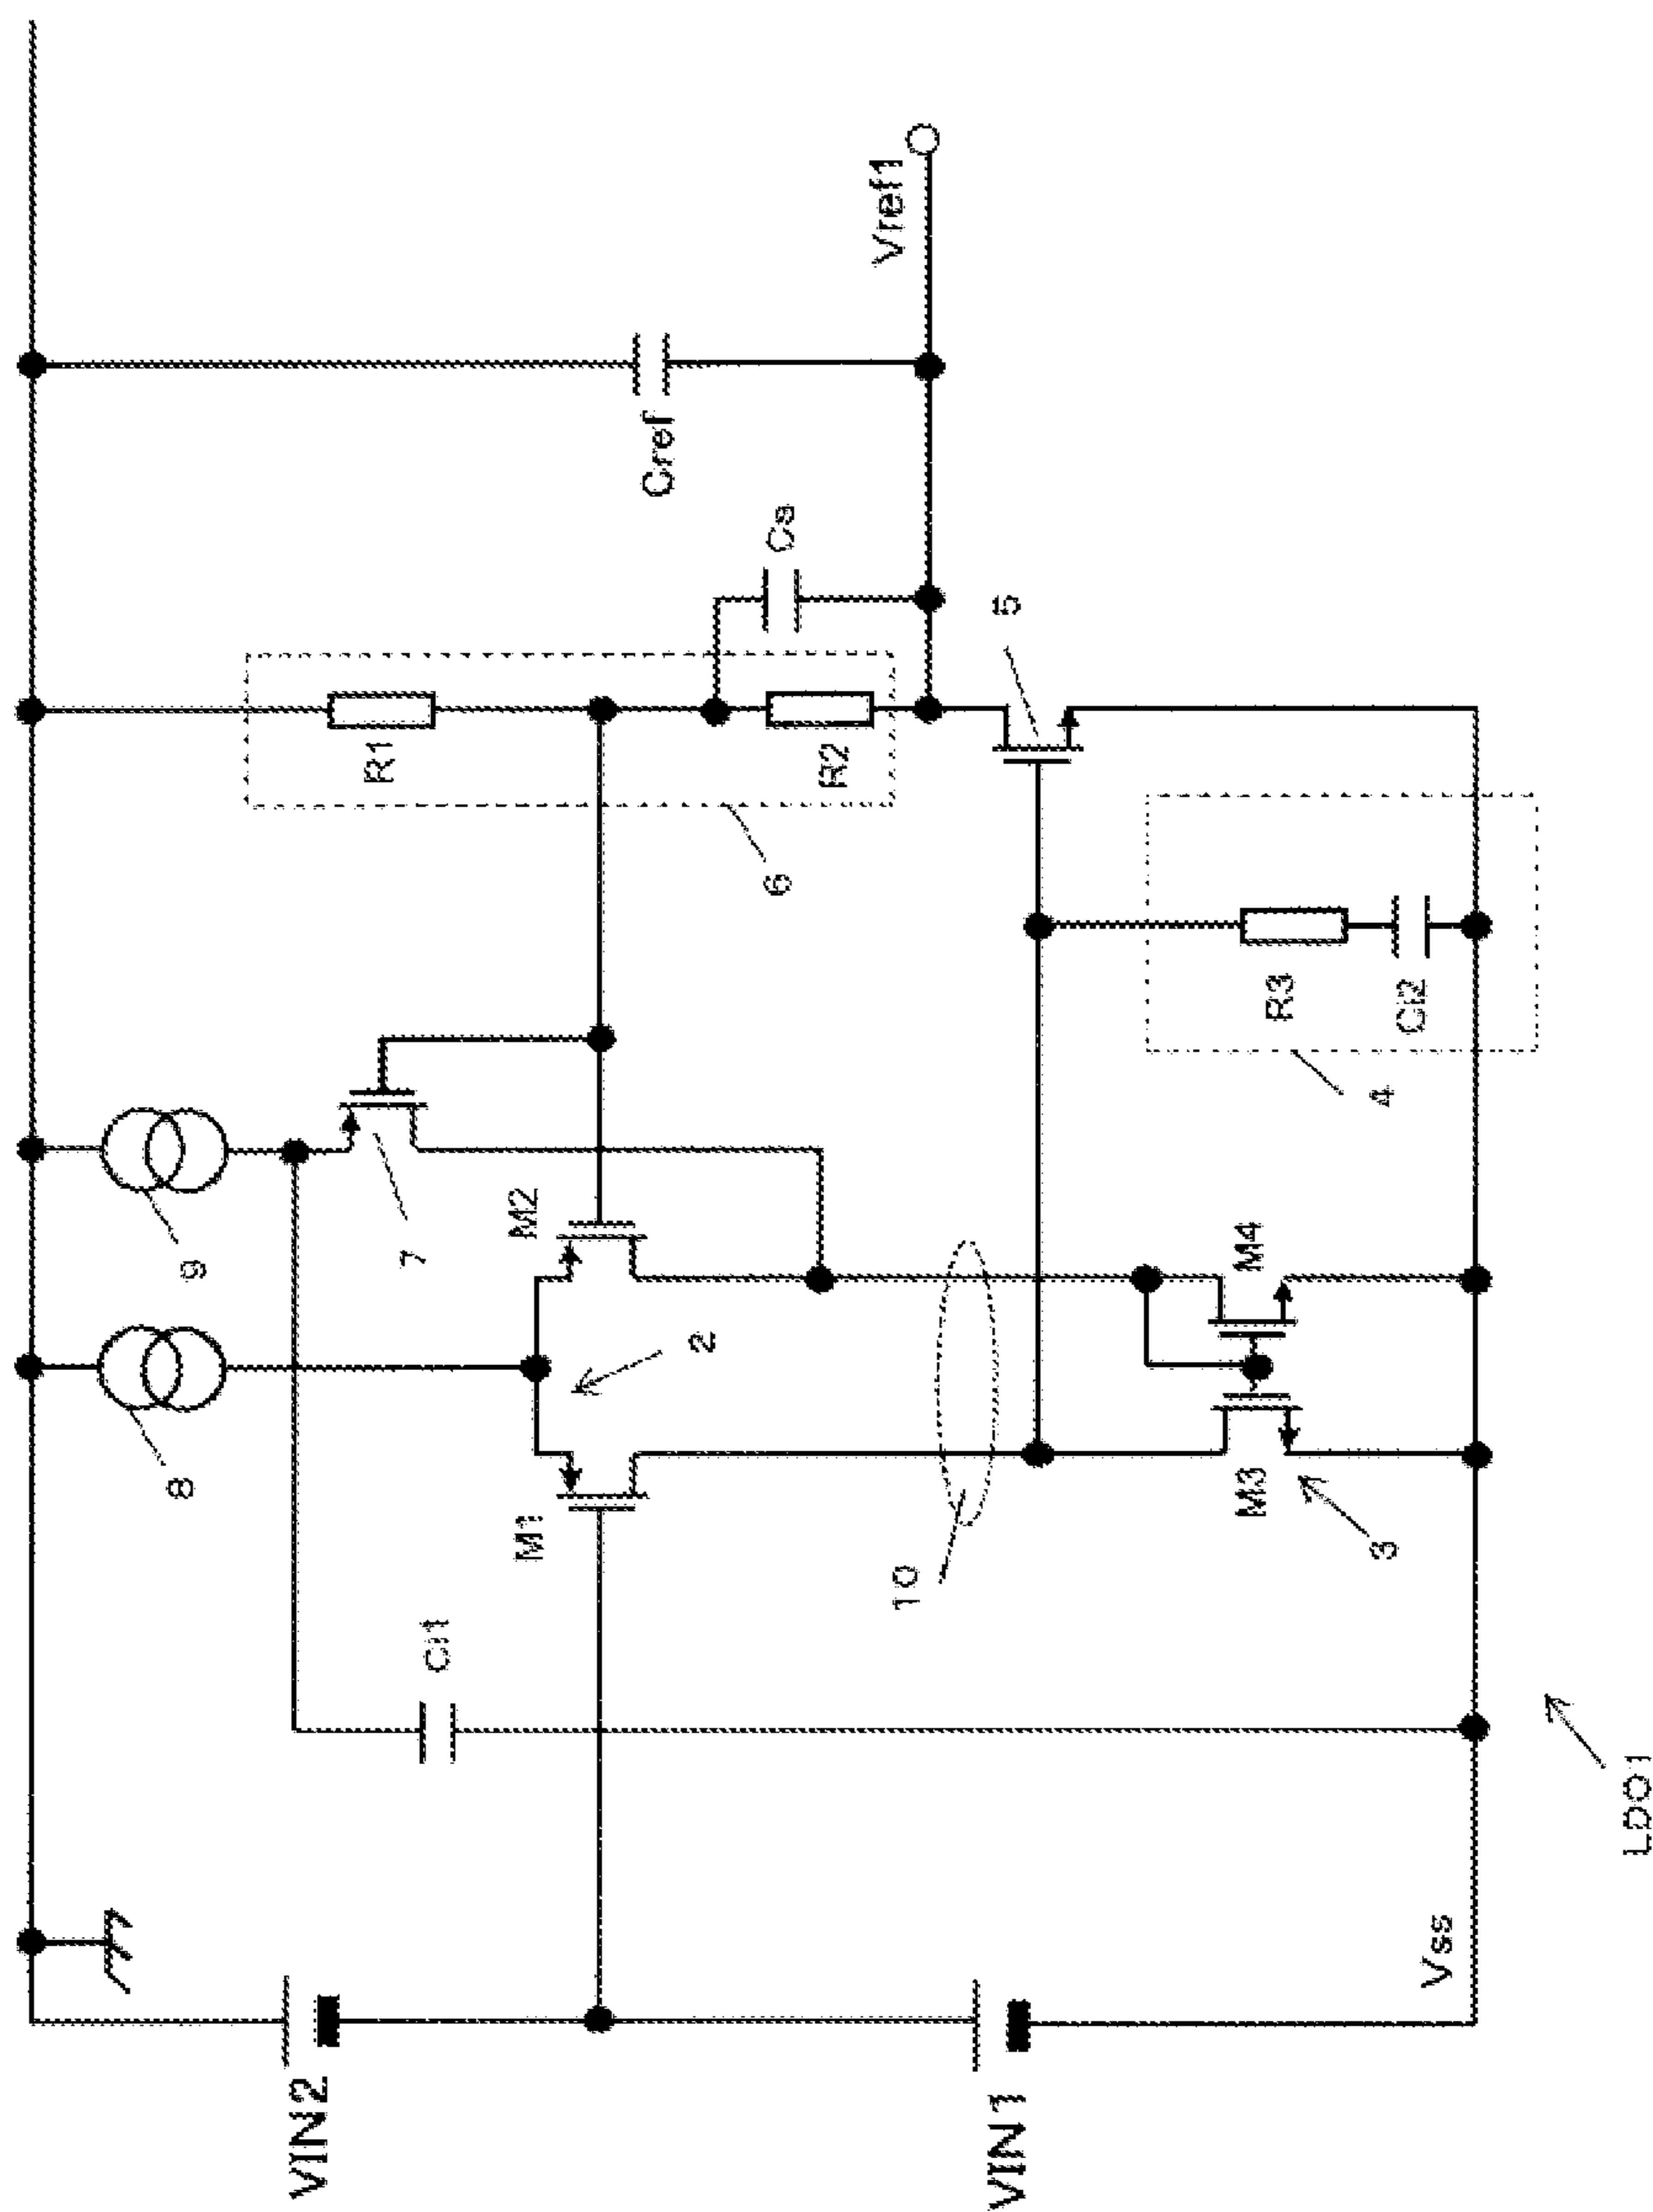 VIN2
VIN1
Vss
LDO1
Ci1
M1
M2
M3
M4
10
2
3
8
9
7
6
4
5
R1
R2
R3
Ci2
Cs
Cref
Vref1